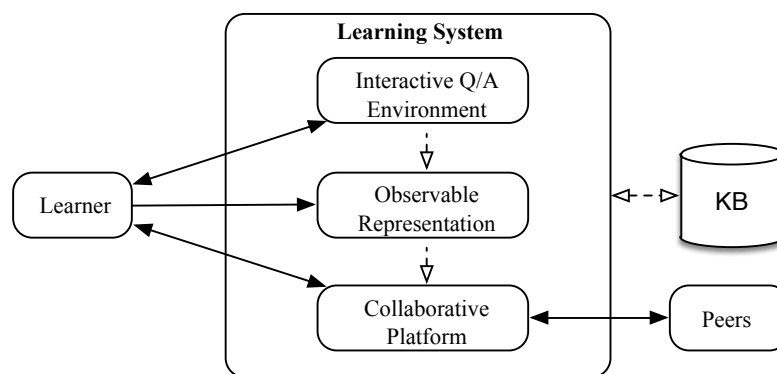 Learning System
Interactive Q/A
Environment
Learner
Observable
Representation
KB
Collaborative
Platform
Peers